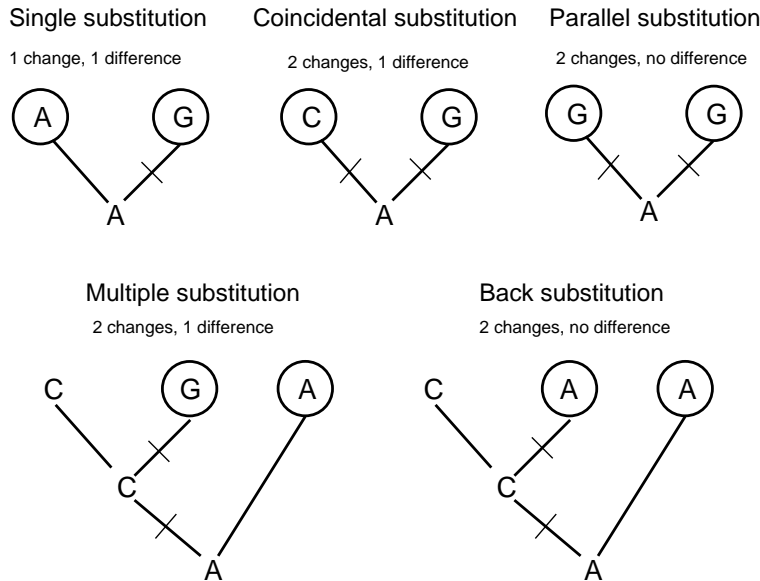 Single substitution
1 change, 1 difference
A G
A
Coincidental substitution
2 changes, 1 difference
C G
A
Parallel substitution
2 changes, no difference
G G
A
Multiple substitution
2 changes, 1 difference
C G A
C
A
Back substitution
2 changes, no difference
C A A
C
A